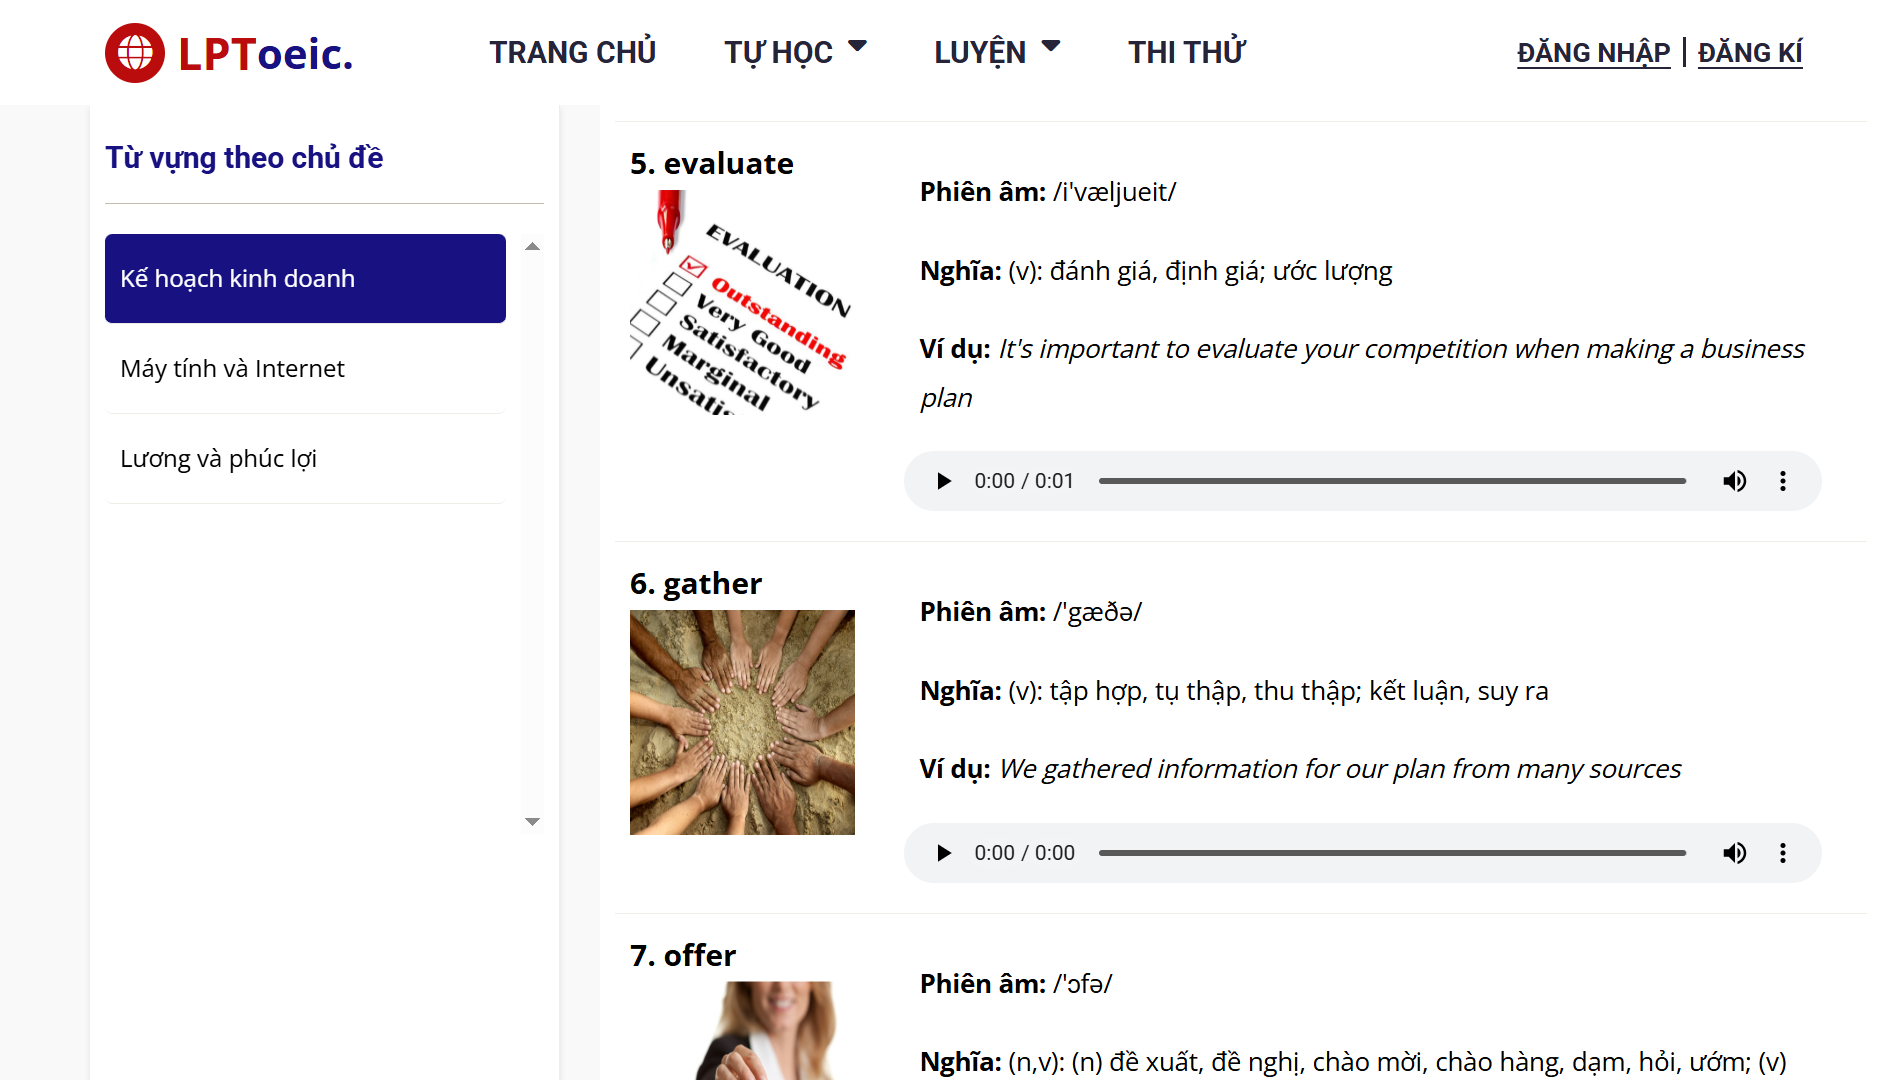 LPToeic.
TRANG CHỦ
TỰ HỌC
LUYỆN
THI THỬ
ĐĂNG NHẬP | ĐĂNG KÍ
Từ vựng theo chủ đề
Kế hoạch kinh doanh
Máy tính và Internet
Lương và phúc lợi
5. evaluate
EVALUATION
Outstanding
Very Good
Satisfactory
Marginal
Phiên âm: /i'væljueit/
Nghĩa: (v): đánh giá, định giá; ước lượng
Ví dụ: It's important to evaluate your competition when making a business
plan
0:00 / 0:01
6. gather
Phiên âm: /'gæðə/
Nghĩa: (v): tập hợp, tụ thập, thu thập; kết luận, suy ra
Ví dụ: We gathered information for our plan from many sources
0:00 / 0:00
7. offer
Phiên âm: /'ɔfə/
Nghĩa: (n,v): (n) đề xuất, đề nghị, chào mời, chào hàng, dạm, hỏi, ướm; (v)